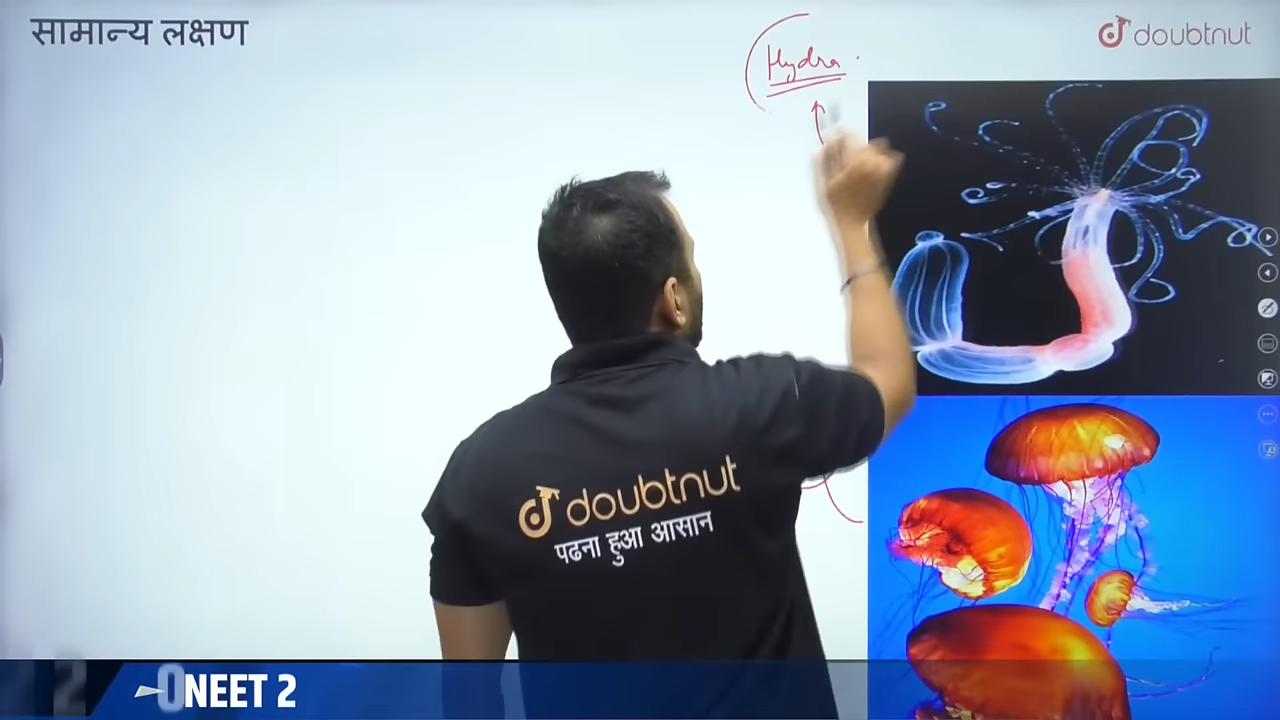 सामान्य लक्षण
Hydra
doubtnut
doubtnut
पढना हुआ आसान
NEET 2